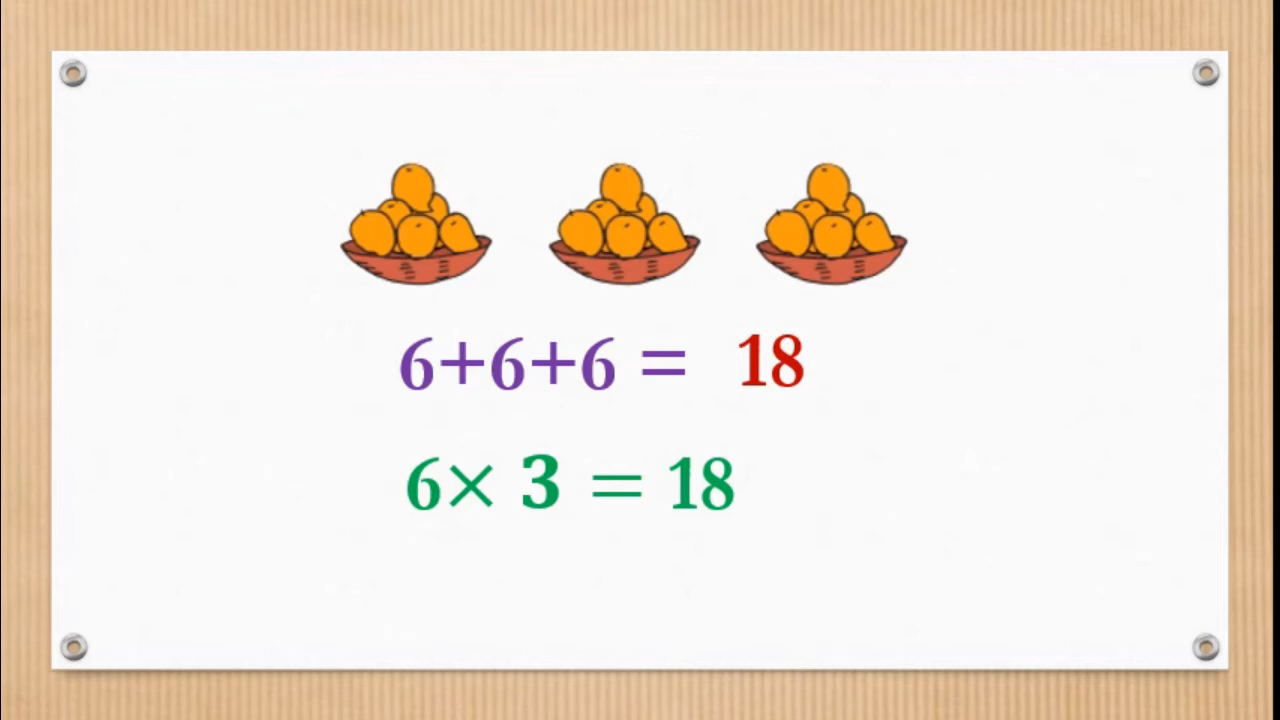 6+6+6 = 18
6× 3 = 18